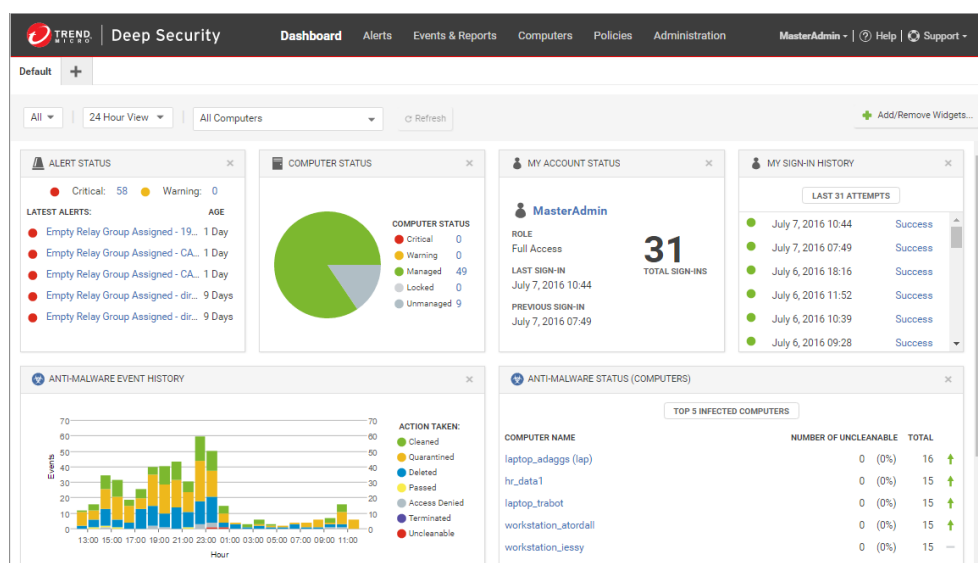 TREND MICRO | Deep Security Dashboard Alerts Events & Reports Computers Policies Administration MasterAdmin | Help | Support
Default
All 24 Hour View All Computers Refresh Add/Remove Widgets...
ALERT STATUS
Critical: 58 Warning: 0
LATEST ALERTS: AGE
Empty Relay Group Assigned - 19... 1 Day
Empty Relay Group Assigned - CA... 1 Day
Empty Relay Group Assigned - CA... 1 Day
Empty Relay Group Assigned - dir... 9 Days
Empty Relay Group Assigned - dir... 9 Days
COMPUTER STATUS
COMPUTER STATUS
Critical 0
Warning 0
Managed 49
Locked 0
Unmanaged 9
MY ACCOUNT STATUS
MasterAdmin
ROLE
Full Access
LAST SIGN-IN
July 7, 2016 10:44
PREVIOUS SIGN-IN
July 7, 2016 07:49
31
TOTAL SIGN-INS
MY SIGN-IN HISTORY
LAST 31 ATTEMPTS
July 7, 2016 10:44 Success
July 7, 2016 07:49 Success
July 6, 2016 18:16 Success
July 6, 2016 11:52 Success
July 6, 2016 10:39 Success
July 6, 2016 09:28 Success
ANTI-MALWARE EVENT HISTORY
70 70
60 60
50 50
40 40
30 30
20 20
10 10
0 0
Events
13:00 15:00 17:00 19:00 21:00 23:00 01:00 03:00 05:00 07:00 09:00 11:00
Hour
ACTION TAKEN:
Cleaned
Quarantined
Deleted
Passed
Access Denied
Terminated
Uncleanable
ANTI-MALWARE STATUS (COMPUTERS)
TOP 5 INFECTED COMPUTERS
COMPUTER NAME NUMBER OF UNCLEANABLE TOTAL
laptop_adaggs (lap) 0 (0%) 16
hr_data1 0 (0%) 15
laptop_trabot 0 (0%) 15
workstation_atordall 0 (0%) 15
workstation_iessy 0 (0%) 15